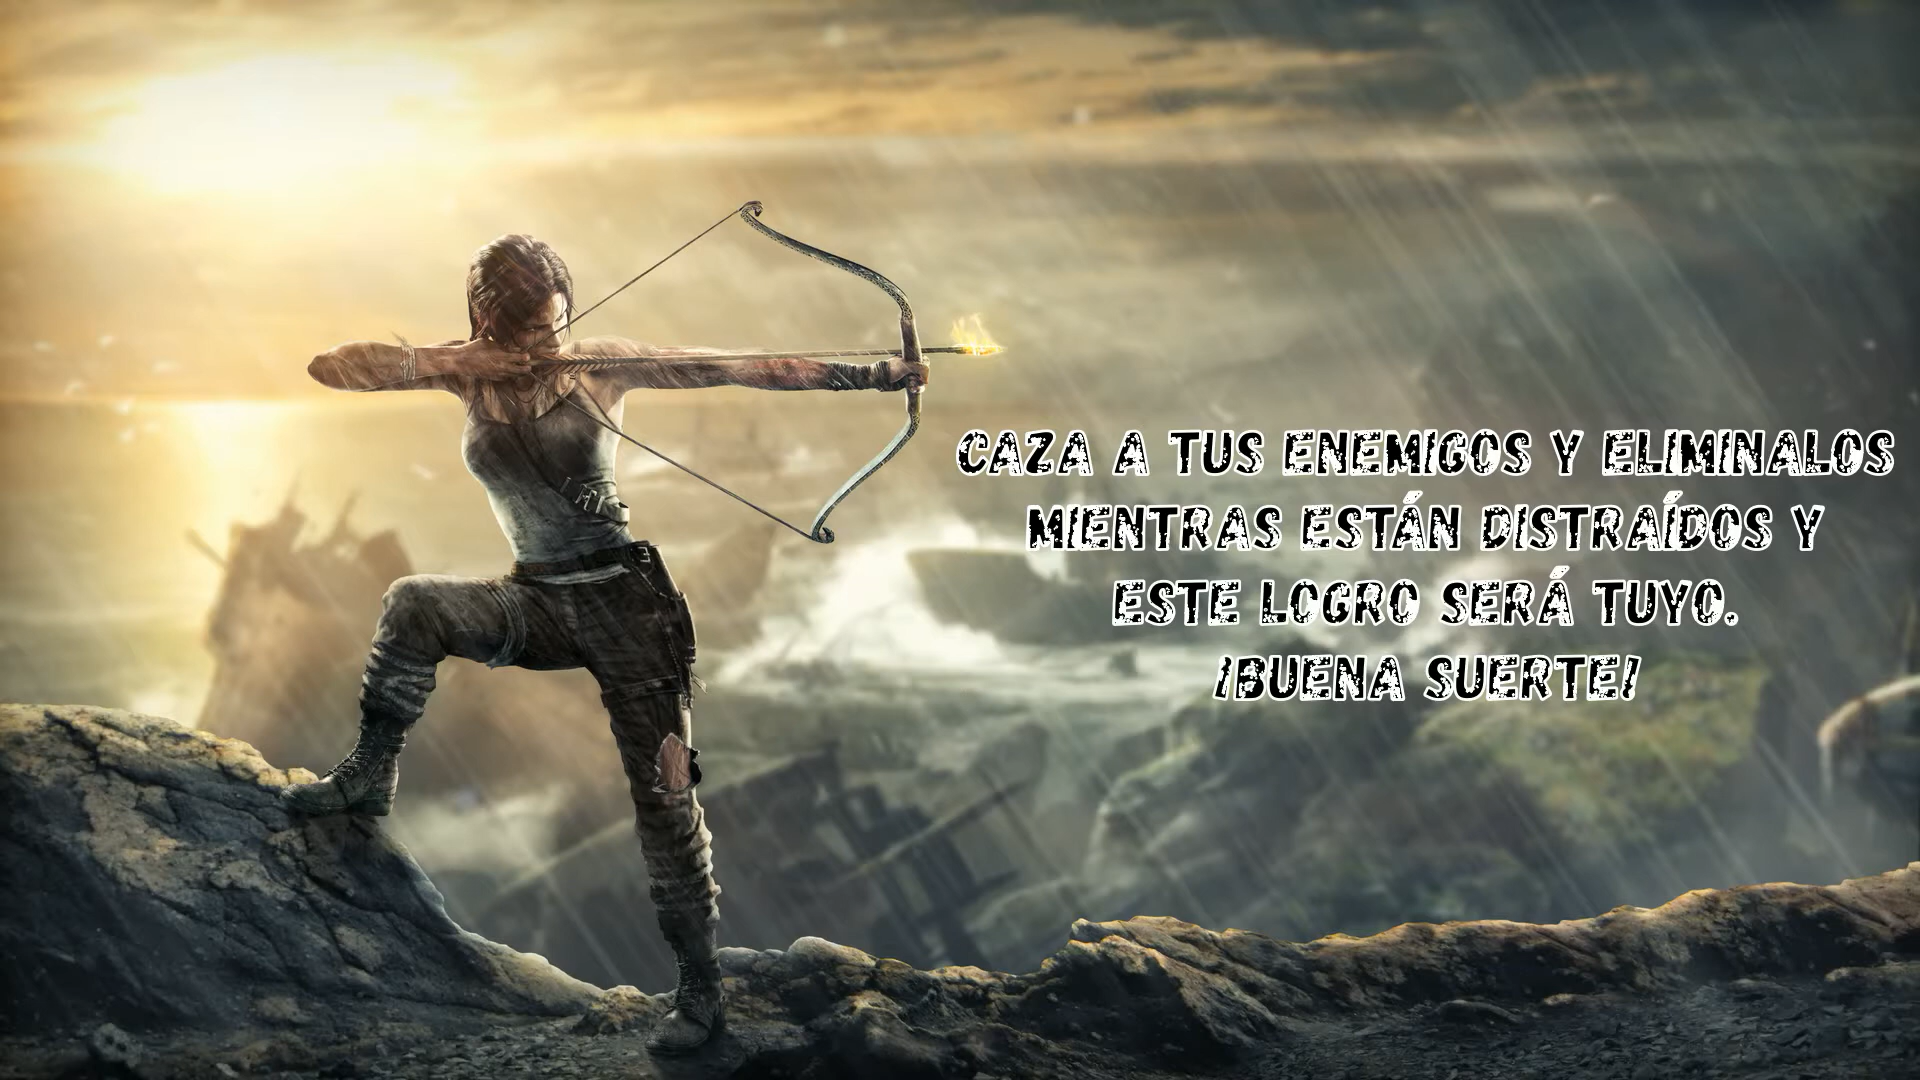 CAZA A TUS ENEMIGOS Y ELIMINALOS
MIENTRAS ESTÁN DISTRAÍDOS Y
ESTE LOGRO SERÁ TUYO.
¡BUENA SUERTE!